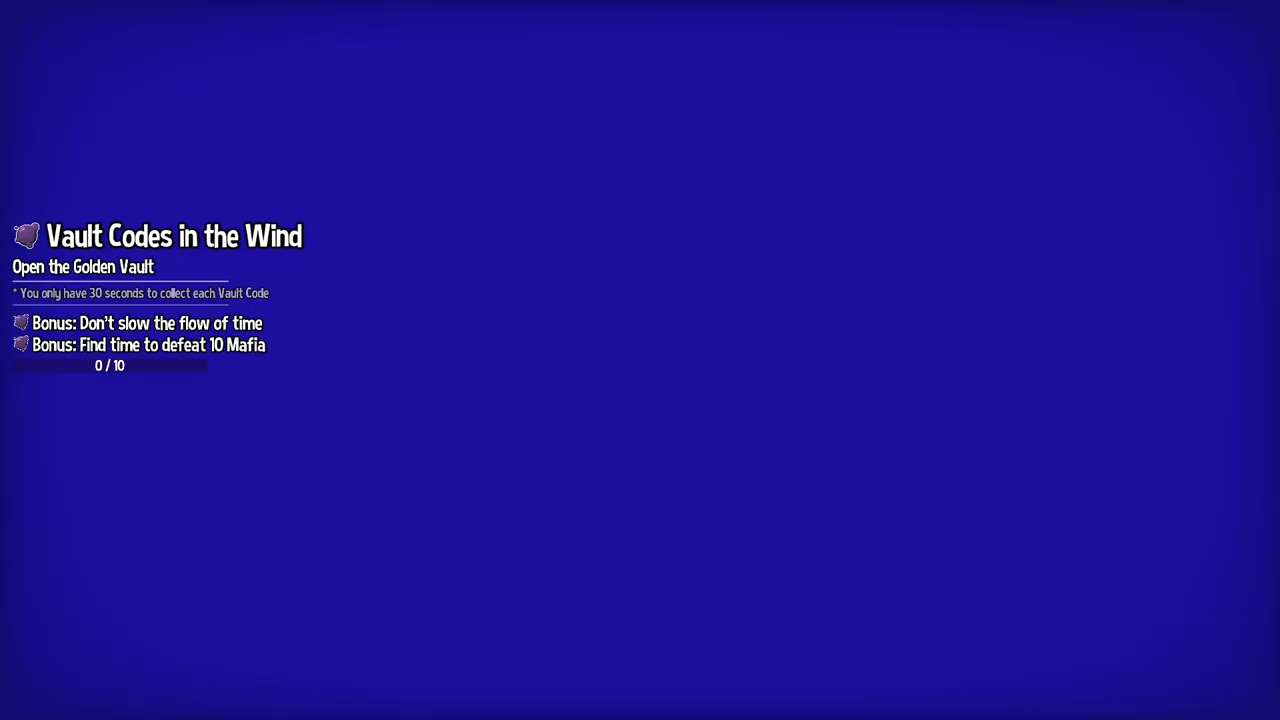 Vault Codes in the Wind
Open the Golden Vault
* You only have 30 seconds to collect each Vault Code
Bonus: Don't slow the flow of time
Bonus: Find time to defeat 10 Mafia
0 / 10